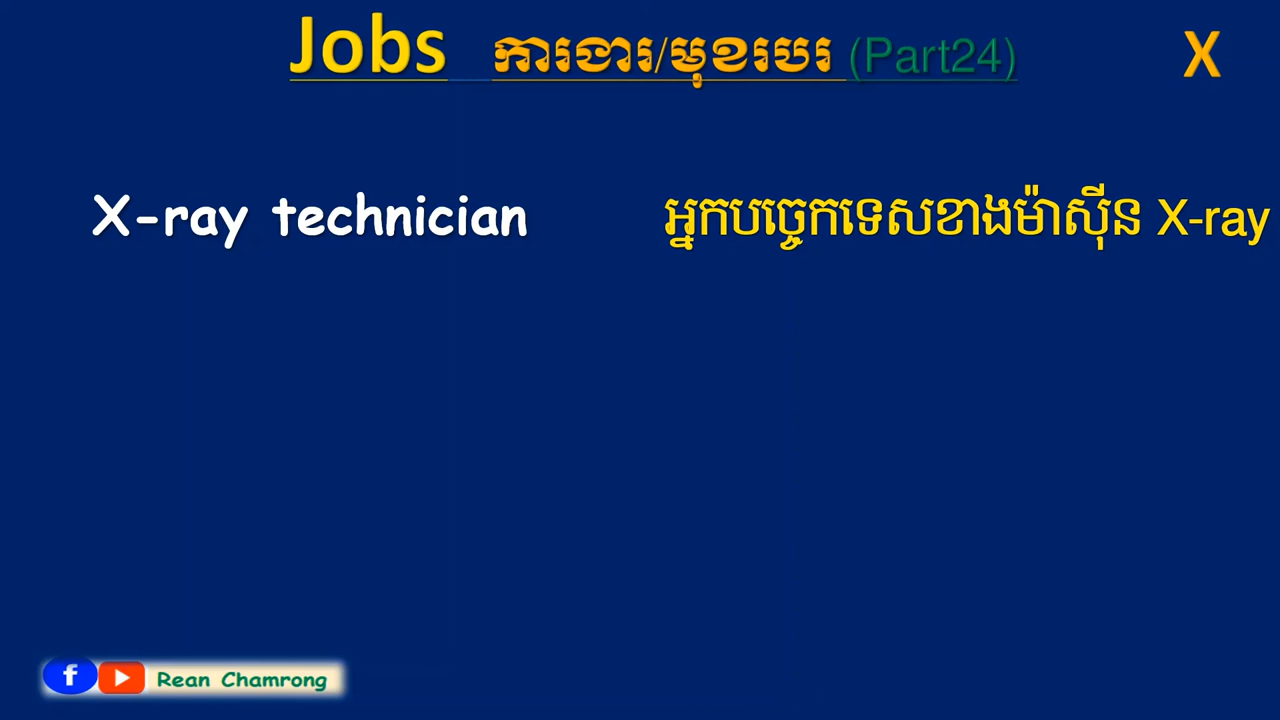 Jobs ការងារ/មុខរបរ (Part24) X
X-ray technician អ្នកបច្ចេកទេសខាងម៉ាស៊ីន X-ray
f Rean Chamrong